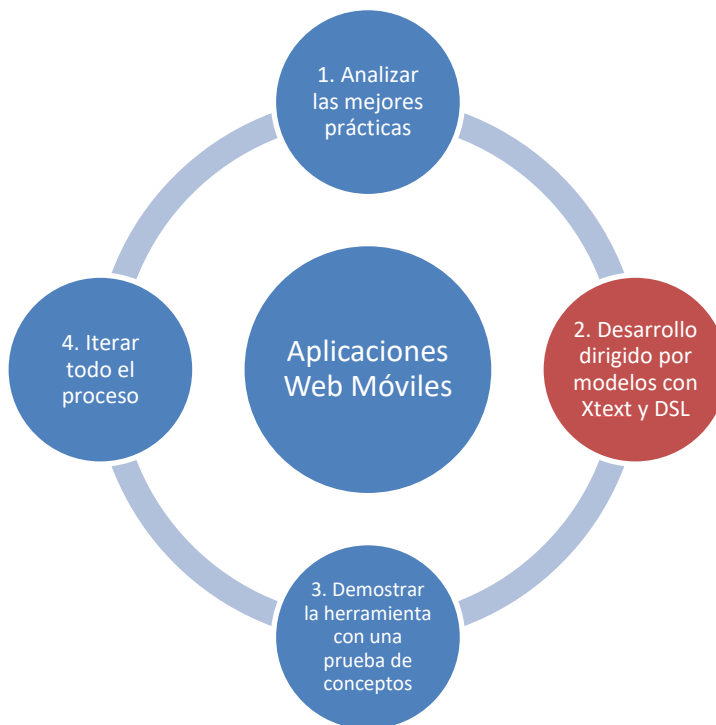 1. Analizar
las mejores
prácticas
2. Desarrollo
dirigido por
modelos con
Xtext y DSL
3. Demostrar
la herramienta
con una
prueba de
conceptos
4. Iterar
todo el
proceso
Aplicaciones
Web Móviles